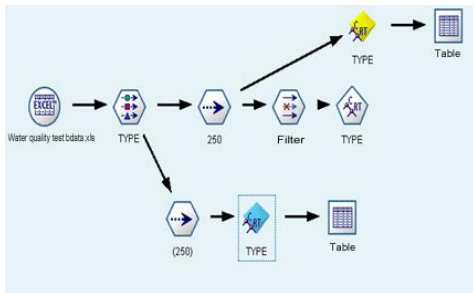 TYPE
Table
EXCEL
Water quality test bdata.xls
TYPE
250
Filter
TYPE
(250)
TYPE
Table